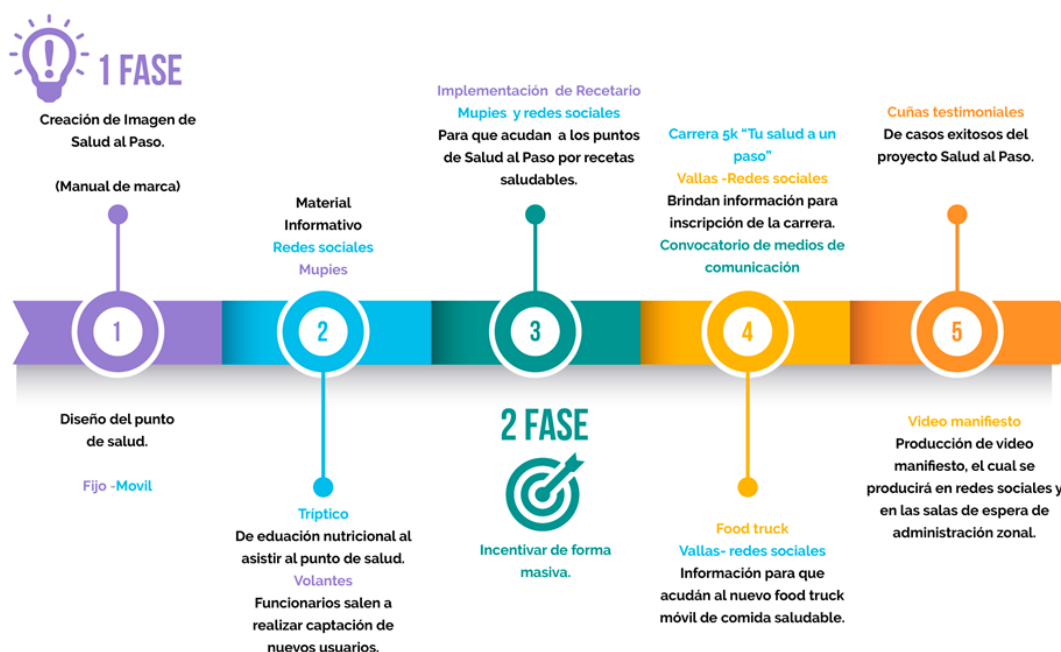 1 FASE
Creación de Imagen de
Salud al Paso.
(Manual de marca)
1
Diseño del punto
de salud.
Fijo -Movil
Material
Informativo
Redes sociales
Mupies
2
Tríptico
De eduación nutricional al
asistir al punto de salud.
Volantes
Funcionarios salen a
realizar captación de
nuevos usuarios.
Implementación de Recetario
Mupies y redes sociales
Para que acudan a los puntos
de Salud al Paso por recetas
saludables.
3
2 FASE
Incentivar de forma
masiva.
Carrera 5k “Tu salud a un
paso”
Vallas -Redes sociales
Brindan información para
inscripción de la carrera.
Convocatorio de medios de
comunicación
4
Food truck
Vallas- redes sociales
Información para que
acudán al nuevo food truck
móvil de comida saludable.
Cuñas testimoniales
De casos exitosos del
proyecto Salud al Paso.
5
Video manifiesto
Producción de video
manifiesto, el cual se
producirá en redes sociales y
en las salas de espera de
administración zonal.